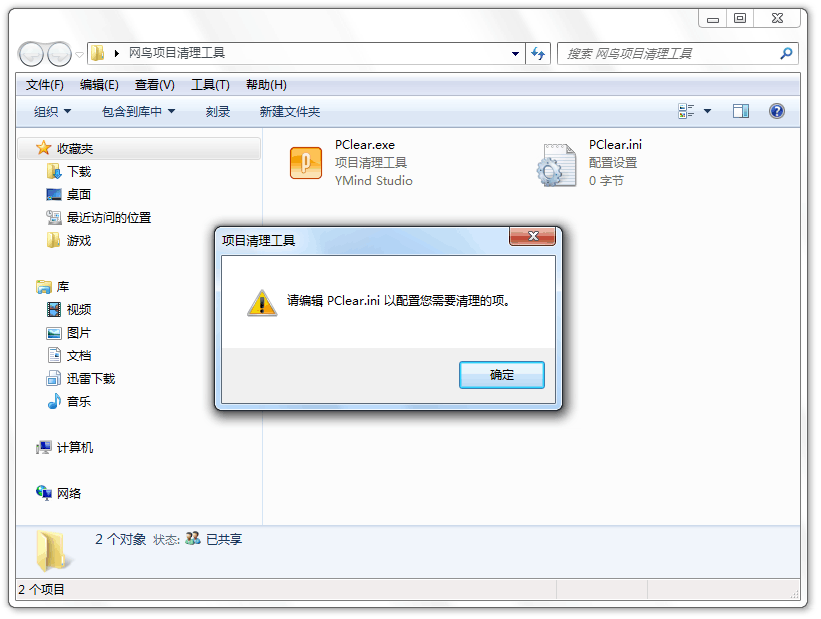 网鸟项目清理工具
搜索 网鸟项目清理工具
文件(F) 编辑(E) 查看(V) 工具(T) 帮助(H)
组织 包含到库中 刻录 新建文件夹
收藏夹
下载
桌面
最近访问的位置
游戏
库
视频
图片
文档
迅雷下载
音乐
计算机
网络
PClear.exe
项目清理工具
YMind Studio
PClear.ini
配置设置
0 字节
项目清理工具
请编辑 PClear.ini 以配置您需要清理的项。
确定
2 个对象 状态: 已共享
2 个项目